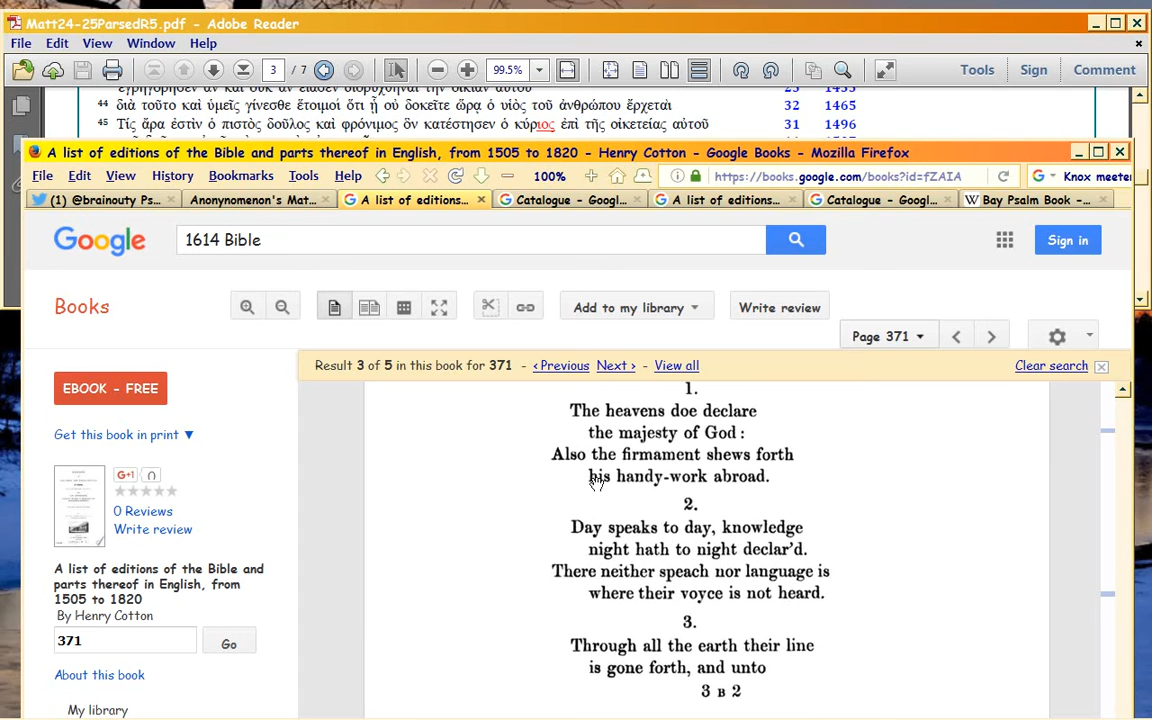 Matt24-25ParsedR5.pdf - Adobe Reader
File Edit View Window Help
3 / 7 99.5% Tools Sign Comment
44 διὰ τοῦτο καὶ ὑμεῖς γίνεσθε ἕτοιμοι ὅτι ᾗ οὐ δοκεῖτε ὥρᾳ ὁ υἱὸς τοῦ ἀνθρώπου ἔρχεται 32 1465
45 Τίς ἄρα ἐστὶν ὁ πιστὸς δοῦλος καὶ φρόνιμος ὃν κατέστησεν ὁ κύριος ἐπὶ τῆς οἰκετείας αὐτοῦ 31 1496
A list of editions of the Bible and parts thereof in English, from 1505 to 1820 - Henry Cotton - Google Books - Mozilla Firefox
File Edit View History Bookmarks Tools Help 100% https://books.google.com/books?id=fZAIA Knox meeter
(1) @brainouty Ps... Anonynomenon's Mat... A list of editions... Catalogue - Googl... A list of editions... Catalogue - Googl... Bay Psalm Book -...
Google 1614 Bible Sign in
Books Add to my library Write review
Page 371
Result 3 of 5 in this book for 371 - ‹Previous Next › - View all Clear search
EBOOK - FREE
Get this book in print ▼
G+1 0
0 Reviews
Write review
A list of editions of the Bible and
parts thereof in English, from
1505 to 1820
By Henry Cotton
371 Go
About this book
My library
1.
The heavens doe declare
the majesty of God :
Also the firmament shews forth
his handy-work abroad.
2.
Day speaks to day, knowledge
night hath to night declar'd.
There neither speach nor language is
where their voyce is not heard.
3.
Through all the earth their line
is gone forth, and unto
3 B 2